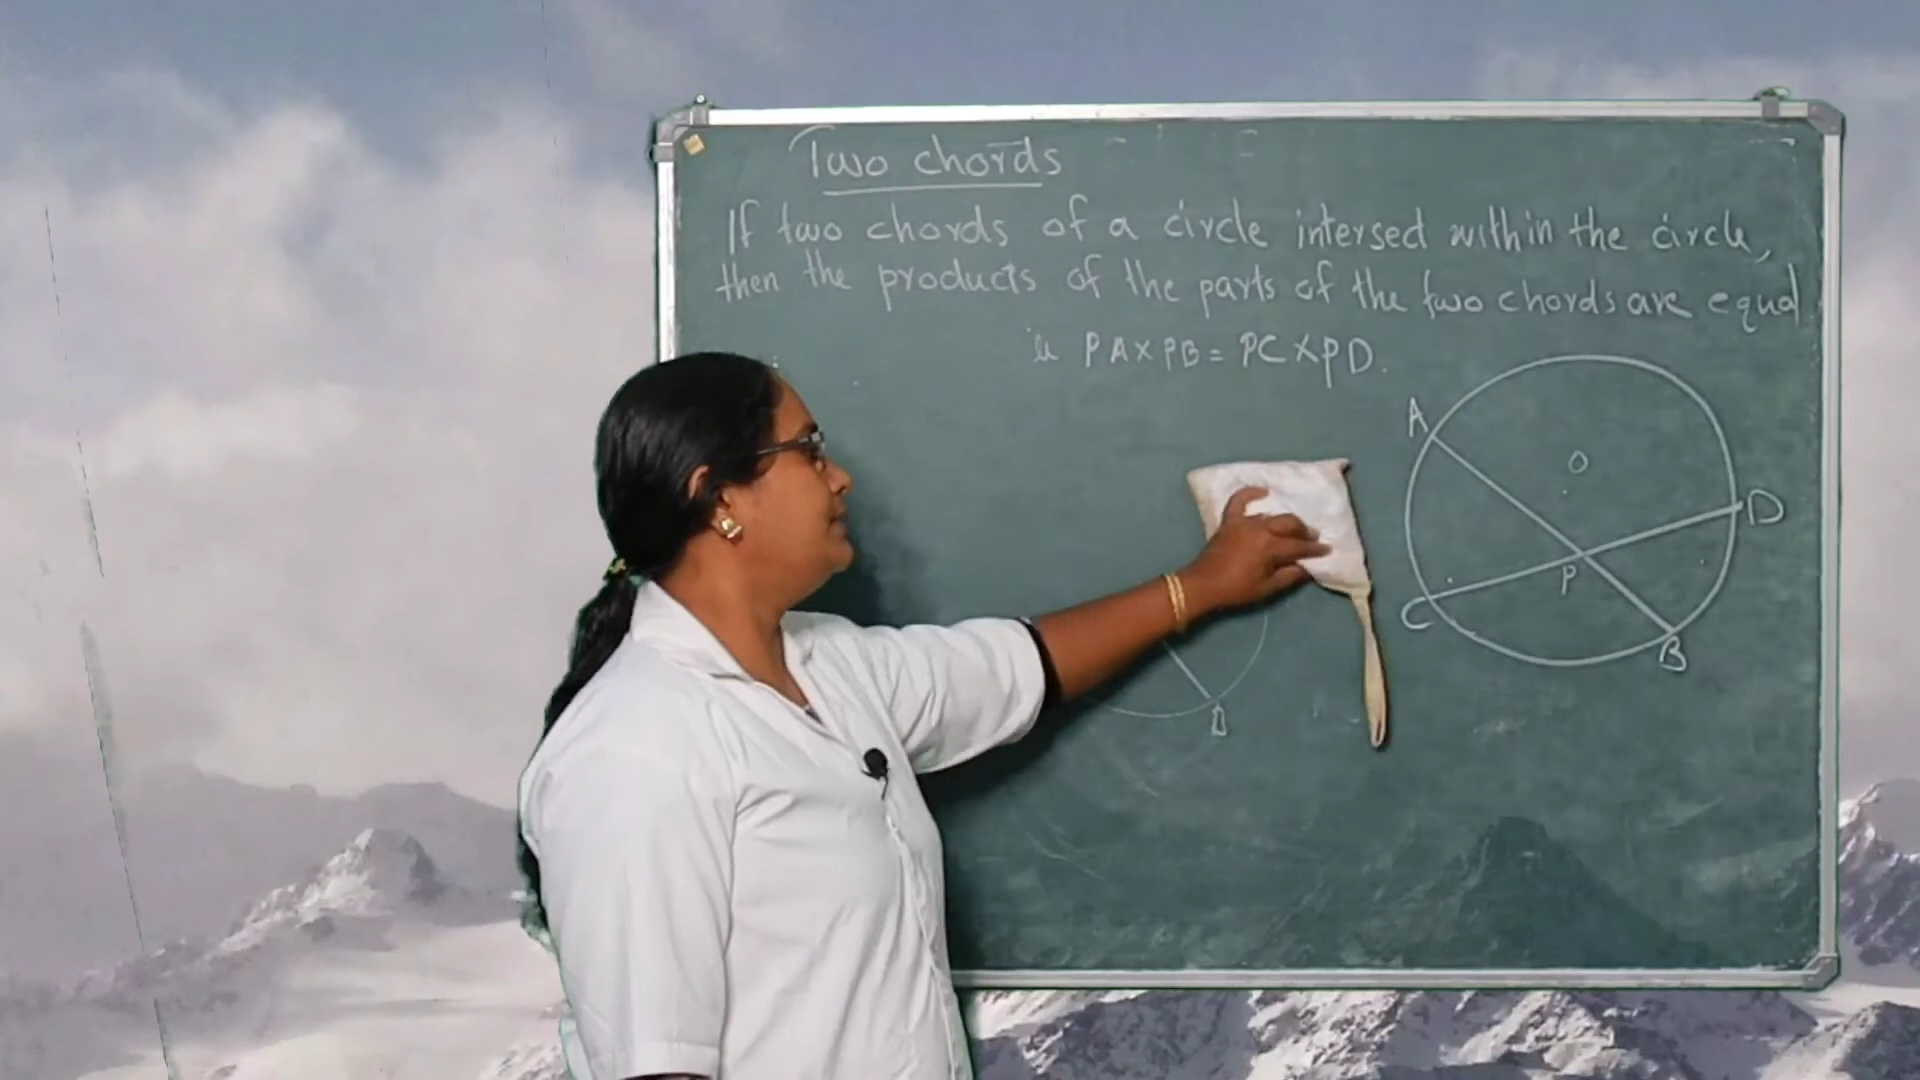 Two chords
If two chords of a circle intersed within the circle,
then the products of the parts of the two chords are equal
ie PA×PB = PC×PD.
A
O
D
P
C
B